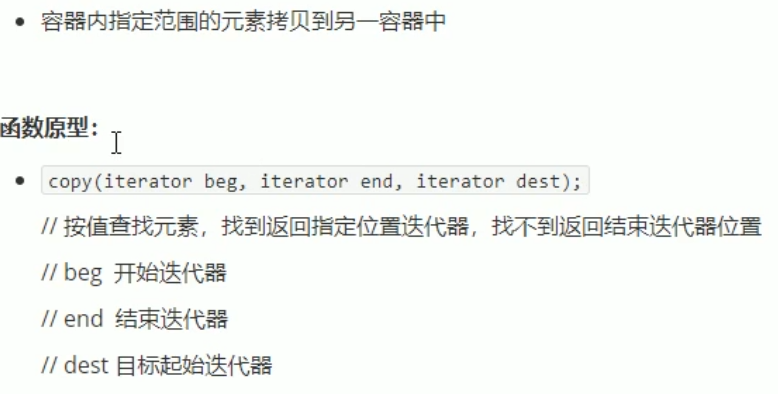 容器内指定范围的元素拷贝到另一容器中
函数原型：
copy(iterator beg, iterator end, iterator dest);
// 按值查找元素，找到返回指定位置迭代器，找不到返回结束迭代器位置
// beg 开始迭代器
// end 结束迭代器
// dest 目标起始迭代器